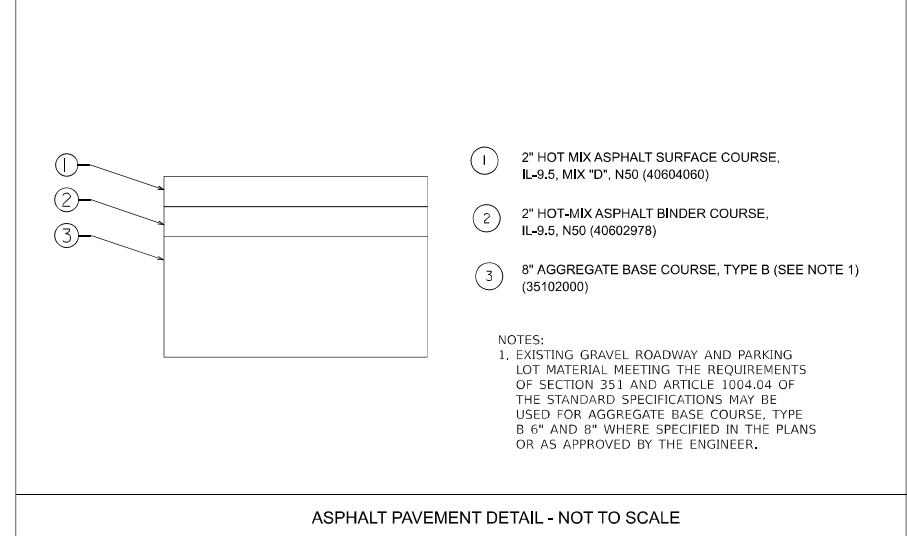 1
2
3
1 2" HOT MIX ASPHALT SURFACE COURSE,
IL-9.5, MIX "D", N50 (40604060)
2 2" HOT-MIX ASPHALT BINDER COURSE,
IL-9.5, N50 (40602978)
3 8" AGGREGATE BASE COURSE, TYPE B (SEE NOTE 1)
(35102000)
NOTES:
1. EXISTING GRAVEL ROADWAY AND PARKING
LOT MATERIAL MEETING THE REQUIREMENTS
OF SECTION 351 AND ARTICLE 1004.04 OF
THE STANDARD SPECIFICATIONS MAY BE
USED FOR AGGREGATE BASE COURSE, TYPE
B 6" AND 8" WHERE SPECIFIED IN THE PLANS
OR AS APPROVED BY THE ENGINEER.
ASPHALT PAVEMENT DETAIL - NOT TO SCALE